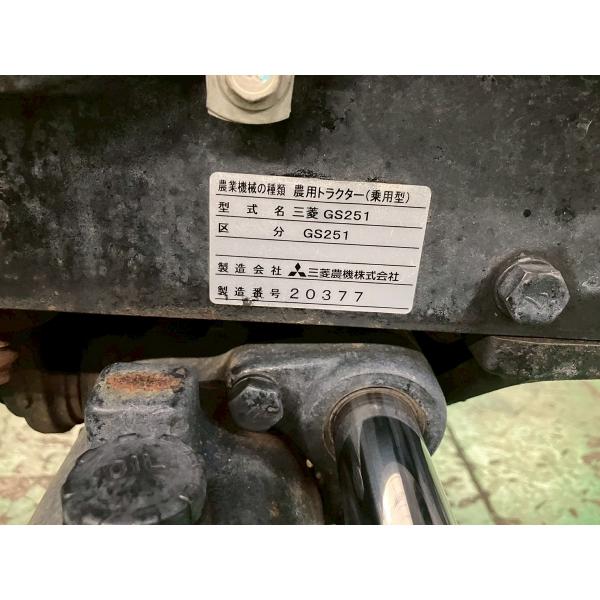 農業機械の種類 農用トラクター(乗用型)
型式名 三菱 GS251
区分 GS251
製造会社 三菱農機株式会社
製造番号 20377
OIL